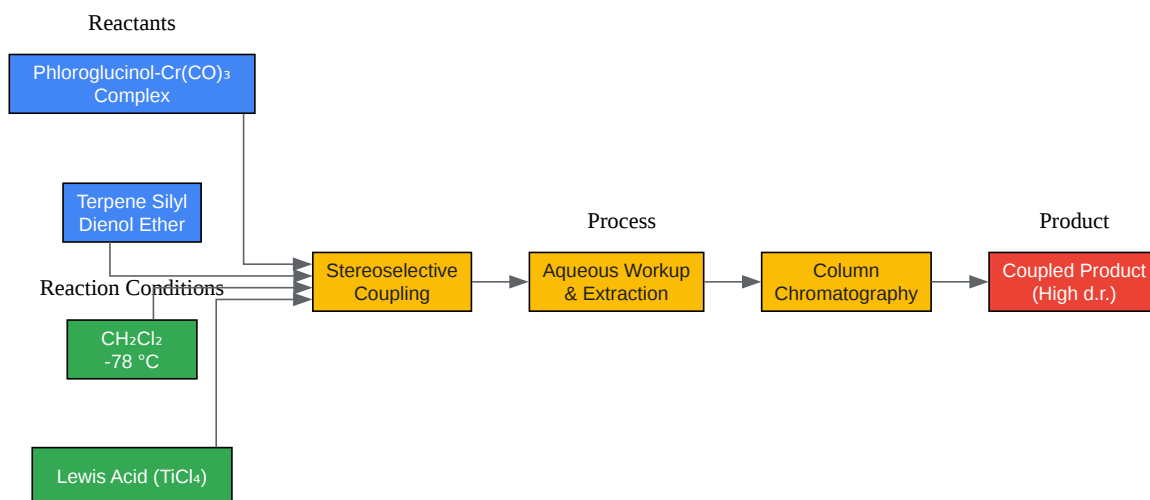 Reactants
Phloroglucinol-Cr(CO)₃
Complex
Terpene Silyl
Dienol Ether
Reaction Conditions
CH₂Cl₂
-78 °C
Lewis Acid (TiCl₄)
Process
Stereoselective
Coupling
Aqueous Workup
& Extraction
Column
Chromatography
Product
Coupled Product
(High d.r.)